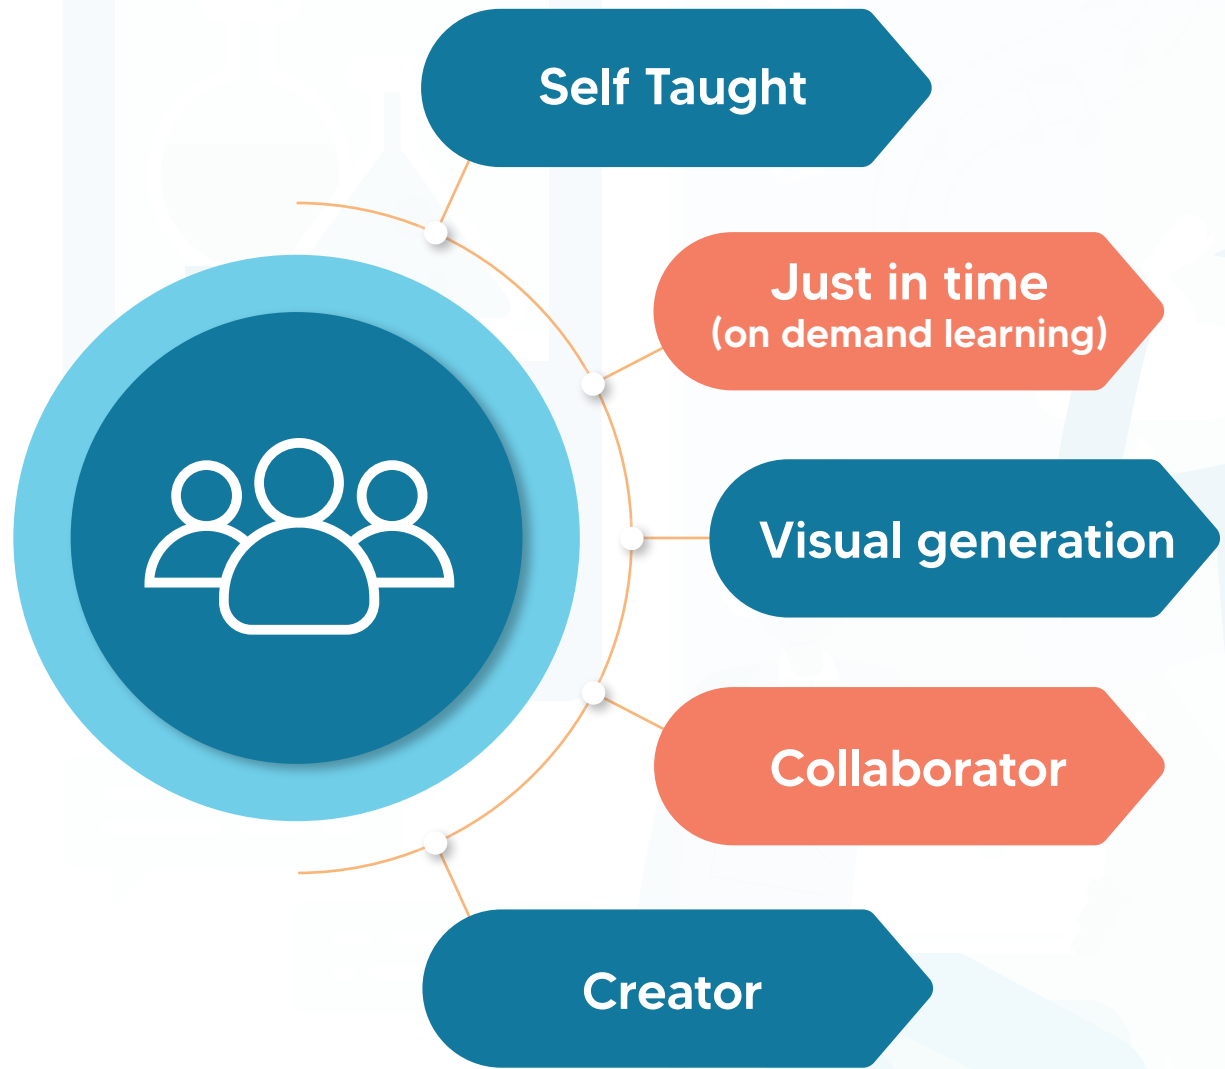 Self Taught
Just in time
(on demand learning)
Visual generation
Collaborator
Creator